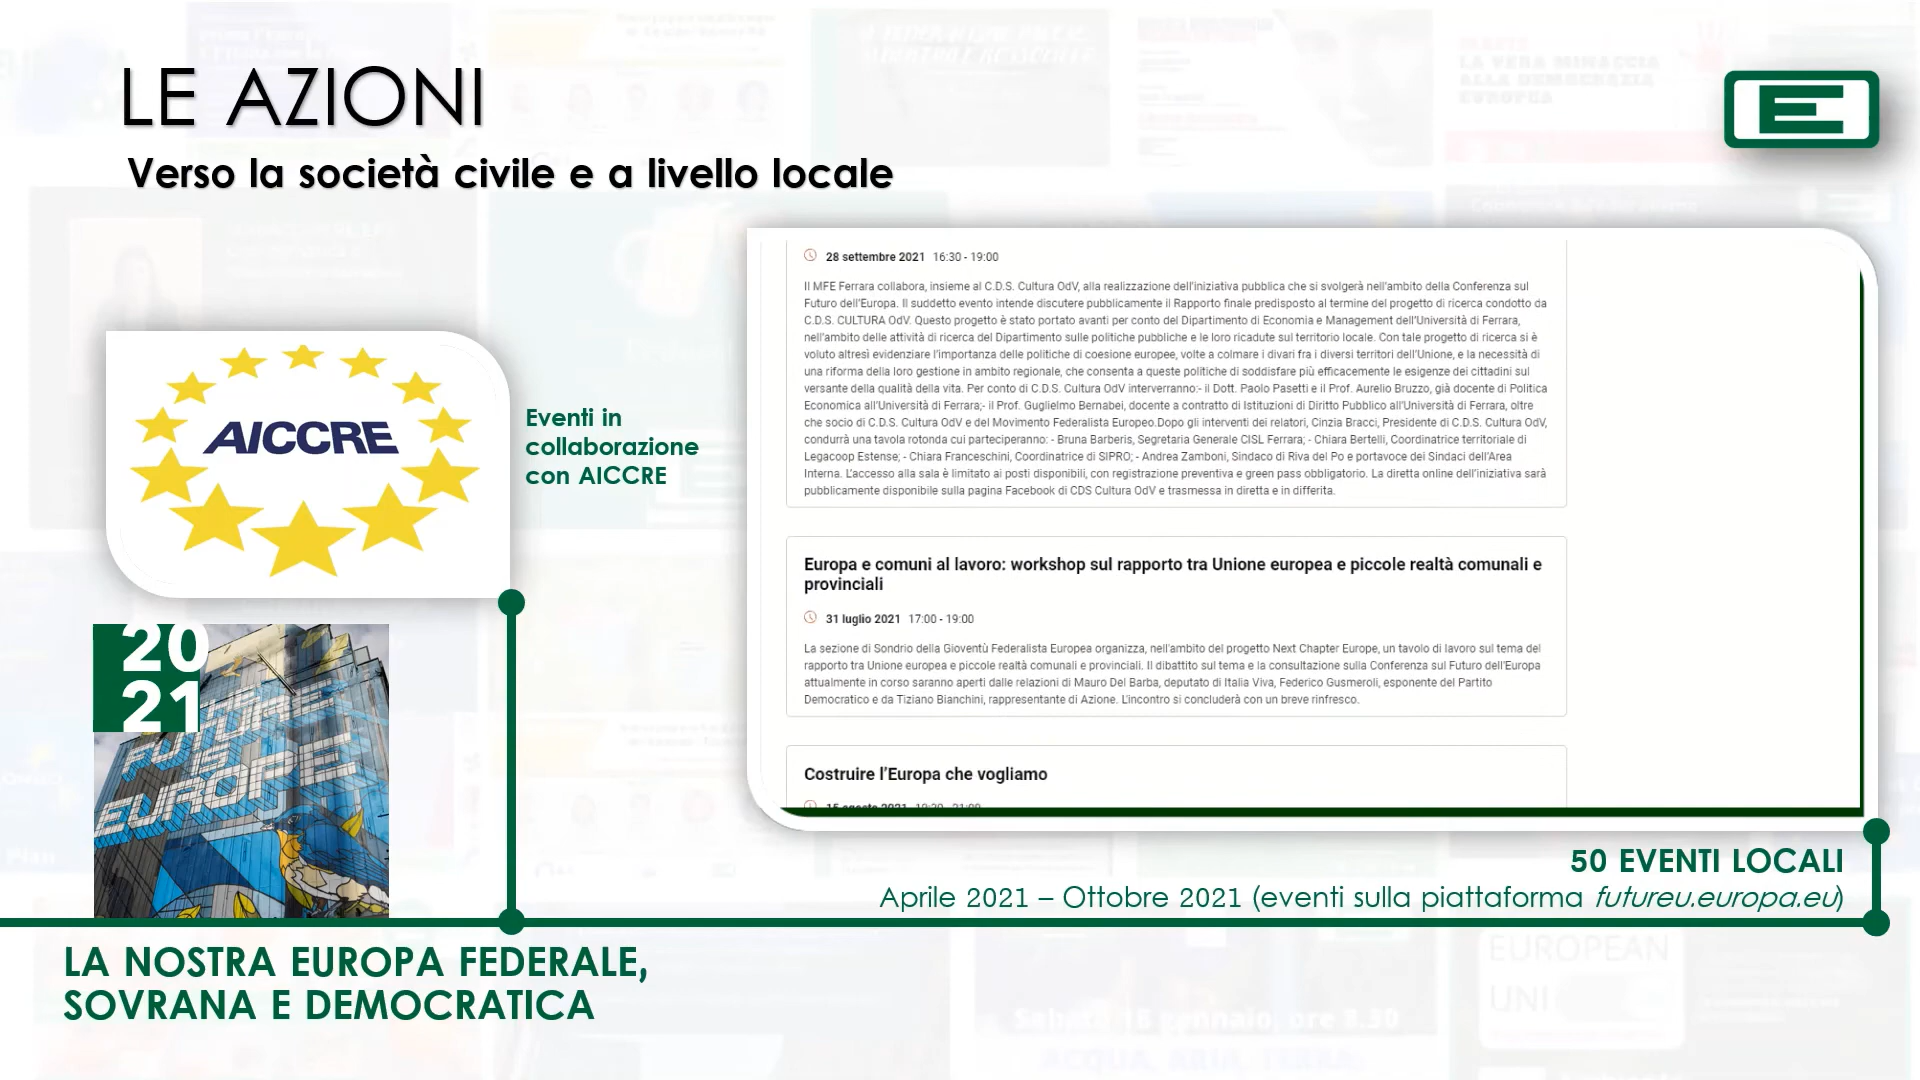 LE AZIONI
Verso la società civile e a livello locale
E
AICCRE
Eventi in
collaborazione
con AICCRE
28 settembre 2021 16:30 - 19:00
Il MFE Ferrara collabora, insieme al C.D.S. Cultura OdV, alla realizzazione dell'iniziativa pubblica che si svolgerà nell'ambito della Conferenza sul
Futuro dell'Europa. Il suddetto evento intende discutere pubblicamente il Rapporto finale predisposto al termine del progetto di ricerca condotto da
C.D.S. CULTURA OdV. Questo progetto è stato portato avanti per conto del Dipartimento di Economia e Management dell'Università di Ferrara,
nell'ambito delle attività di ricerca del Dipartimento sulle politiche pubbliche e le loro ricadute sul territorio locale. Con tale progetto di ricerca si è
voluto altresì evidenziare l'importanza delle politiche di coesione europee, volte a colmare i divari fra i diversi territori dell'Unione, e la necessità di
una riforma della loro gestione in ambito regionale, che consenta a queste politiche di soddisfare più efficacemente le esigenze dei cittadini sul
versante della qualità della vita. Per conto di C.D.S. Cultura OdV interverranno:- il Dott. Paolo Pasetti e il Prof. Aurelio Bruzzo, già docente di Politica
Economica all'Università di Ferrara;- il Prof. Guglielmo Bernabei, docente a contratto di Istituzioni di Diritto Pubblico all'Università di Ferrara, oltre
che socio di C.D.S. Cultura OdV e del Movimento Federalista Europeo.Dopo gli interventi dei relatori, Cinzia Bracci, Presidente di C.D.S. Cultura OdV,
condurrà una tavola rotonda cui parteciperanno: - Bruna Barberis, Segretaria Generale CISL Ferrara; - Chiara Bertelli, Coordinatrice territoriale di
Legacoop Estense; - Chiara Franceschini, Coordinatrice di SIPRO; - Andrea Zamboni, Sindaco di Riva del Po e portavoce dei Sindaci dell'Area
Interna. L'accesso alla sala è limitato ai posti disponibili, con registrazione preventiva e green pass obbligatorio. La diretta online dell'iniziativa sarà
pubblicamente disponibile sulla pagina Facebook di CDS Cultura OdV e trasmessa in diretta e in differita.
Europa e comuni al lavoro: workshop sul rapporto tra Unione europea e piccole realtà comunali e
provinciali
31 luglio 2021 17:00 - 19:00
La sezione di Sondrio della Gioventù Federalista Europea organizza, nell'ambito del progetto Next Chapter Europe, un tavolo di lavoro sul tema del
rapporto tra Unione europea e piccole realtà comunali e provinciali. Il dibattito sul tema e la consultazione sulla Conferenza sul Futuro dell'Europa
attualmente in corso saranno aperti dalle relazioni di Mauro Del Barba, deputato di Italia Viva, Federico Gusmeroli, esponente del Partito
Democratico e da Tiziano Bianchini, rappresentante di Azione. L'incontro si concluderà con un breve rinfresco.
Costruire l'Europa che vogliamo
20
21
FUTURE
IS
EUROPE
50 EVENTI LOCALI
Aprile 2021 – Ottobre 2021 (eventi sulla piattaforma futureu.europa.eu)
LA NOSTRA EUROPA FEDERALE,
SOVRANA E DEMOCRATICA